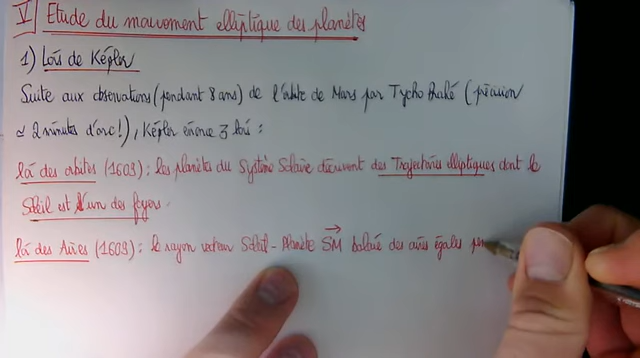 V Etude du mouvement elliptique des planètes
1) Lois de Képler
Suite aux observations (pendant 8 ans) de l'orbite de Mars par Tycho Brahé (précision
≃ 2 minutes d'arc!), Képler énonce 3 lois :
Loi des orbites (1609) : les planètes du Système Solaire décrivent des Trajectoires elliptiques dont le
Soleil est l'un des foyers.
Loi des Aires (1609) : le rayon vecteur Soleil-Planète SM balaie des aires égales pen